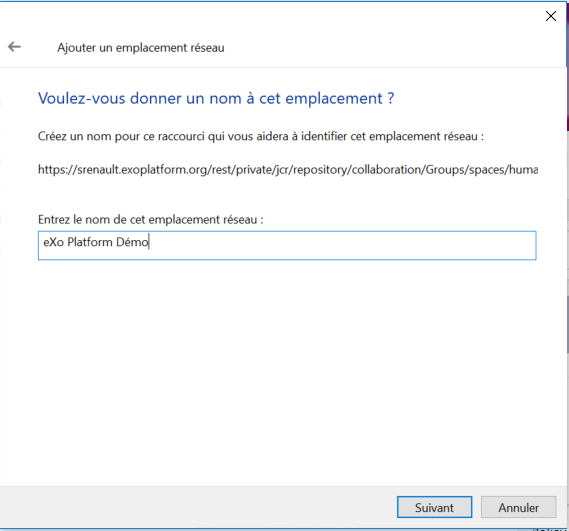 Ajouter un emplacement réseau
Voulez-vous donner un nom à cet emplacement ?
Créez un nom pour ce raccourci qui vous aidera à identifier cet emplacement réseau :
https://srenault.exoplatform.org/rest/private/jcr/repository/collaboration/Groups/spaces/huma
Entrez le nom de cet emplacement réseau :
eXo Platform Démo
Suivant
Annuler